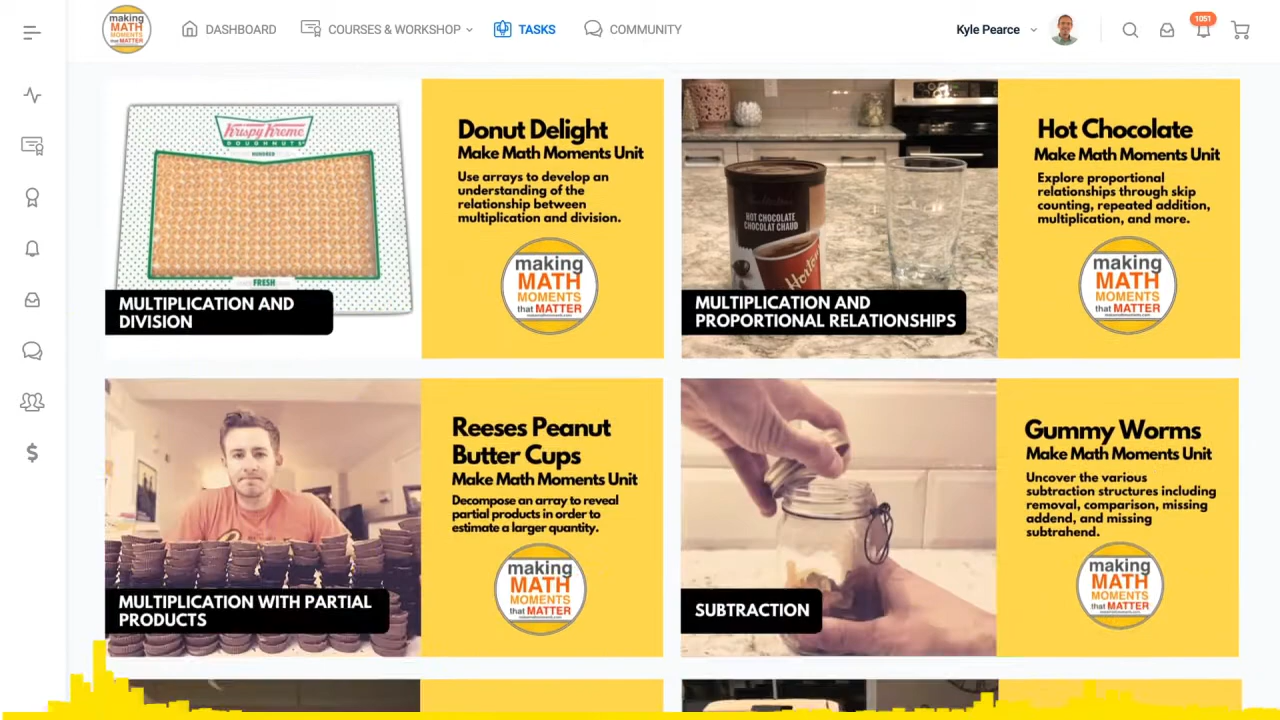 making
MATH
MOMENTS
that MATTER
DASHBOARD
COURSES & WORKSHOP
TASKS
COMMUNITY
Kyle Pearce
1051
Krispy Kreme
DOUGHNUTS
HUNDRED
FRESH
MULTIPLICATION AND
DIVISION
Donut Delight
Make Math Moments Unit
Use arrays to develop an
understanding of the
relationship between
multiplication and division.
making
MATH
MOMENTS
that MATTER
HOT CHOCOLATE
CHOCOLAT CHAUD
MULTIPLICATION AND
PROPORTIONAL RELATIONSHIPS
Hot Chocolate
Make Math Moments Unit
Explore proportional
relationships through skip
counting, repeated addition,
multiplication, and more.
making
MATH
MOMENTS
that MATTER
MULTIPLICATION WITH PARTIAL
PRODUCTS
Reeses Peanut
Butter Cups
Make Math Moments Unit
Decompose an array to reveal
partial products in order to
estimate a larger quantity.
making
MATH
MOMENTS
that MATTER
SUBTRACTION
Gummy Worms
Make Math Moments Unit
Uncover the various
subtraction structures including
removal, comparison, missing
addend, and missing
subtrahend.
making
MATH
MOMENTS
that MATTER